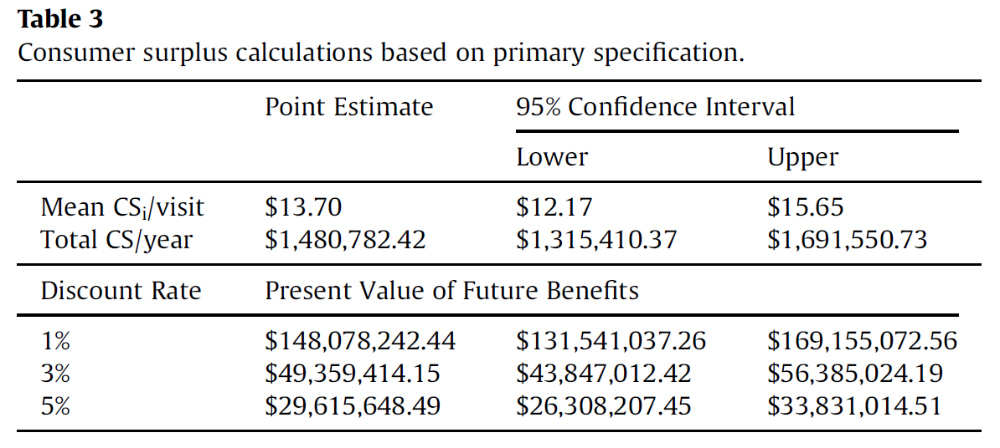 Table 3
Consumer surplus calculations based on primary specification.
Point Estimate 95% Confidence Interval
Lower Upper
Mean CSi/visit $13.70 $12.17 $15.65
Total CS/year $1,480,782.42 $1,315,410.37 $1,691,550.73
Discount Rate Present Value of Future Benefits
1% $148,078,242.44 $131,541,037.26 $169,155,072.56
3% $49,359,414.15 $43,847,012.42 $56,385,024.19
5% $29,615,648.49 $26,308,207.45 $33,831,014.51